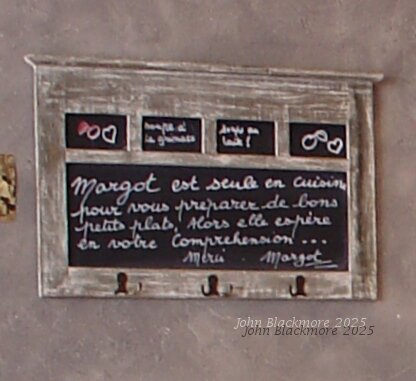 Margot est seule en cuisine
pour vous préparer de bons
petits plats. Alors elle espère
en votre Compréhension ...
Merci Margot
John Blackmore 2025
John Blackmore 2025